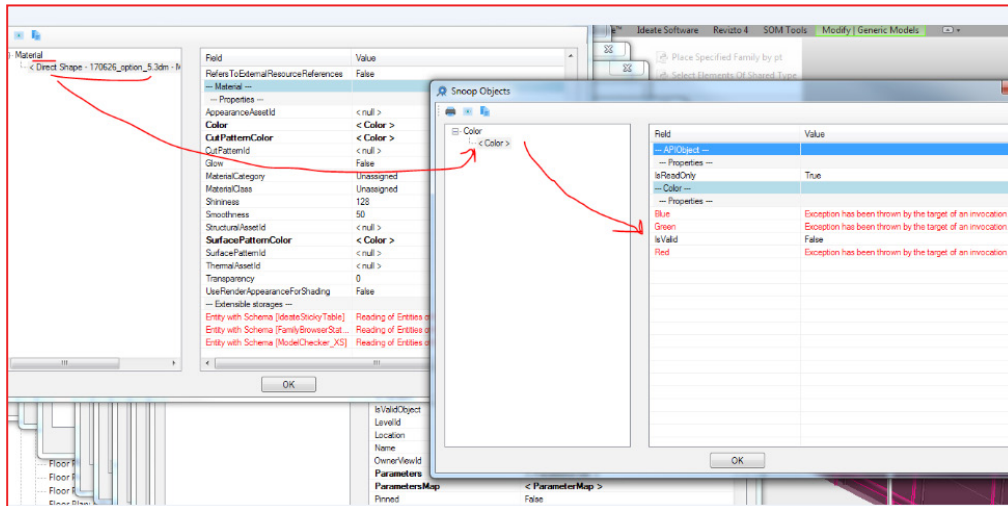 Ideate Software Revizto 4 SOM Tools Modify | Generic Models
Place Specified Family by pt
Select Elements Of Shared Type
Material
< Direct Shape - 170626_option_5.3dm - M
Field Value
RefersToExternalResourceReferences False
--- Material ---
--- Properties ---
AppearanceAssetId < null >
Color < Color >
CutPatternColor < Color >
CutPatternId < null >
Glow False
MaterialCategory Unassigned
MaterialClass Unassigned
Shininess 128
Smoothness 50
StructuralAssetId < null >
SurfacePatternColor < Color >
SurfacePatternId < null >
ThermalAssetId < null >
Transparency 0
UseRenderAppearanceForShading False
--- Extensible storages ---
Entity with Schema [IdeateStickyTable] Reading of Entities o
Entity with Schema [FamilyBrowserStat... Reading of Entities o
Entity with Schema [ModelChecker_XS] Reading of Entities o
OK
Snoop Objects
Color
< Color >
Field Value
--- APIObject ---
--- Properties ---
IsReadOnly True
--- Color ---
--- Properties ---
Blue Exception has been thrown by the target of an invocation
Green Exception has been thrown by the target of an invocation
IsValid False
Red Exception has been thrown by the target of an invocation
OK
IsValidObject
LevelId
Location
Name
OwnerViewId
Parameters
ParametersMap < ParameterMap >
Pinned False
Floor P
Floor P
Floor P
Floor Plan